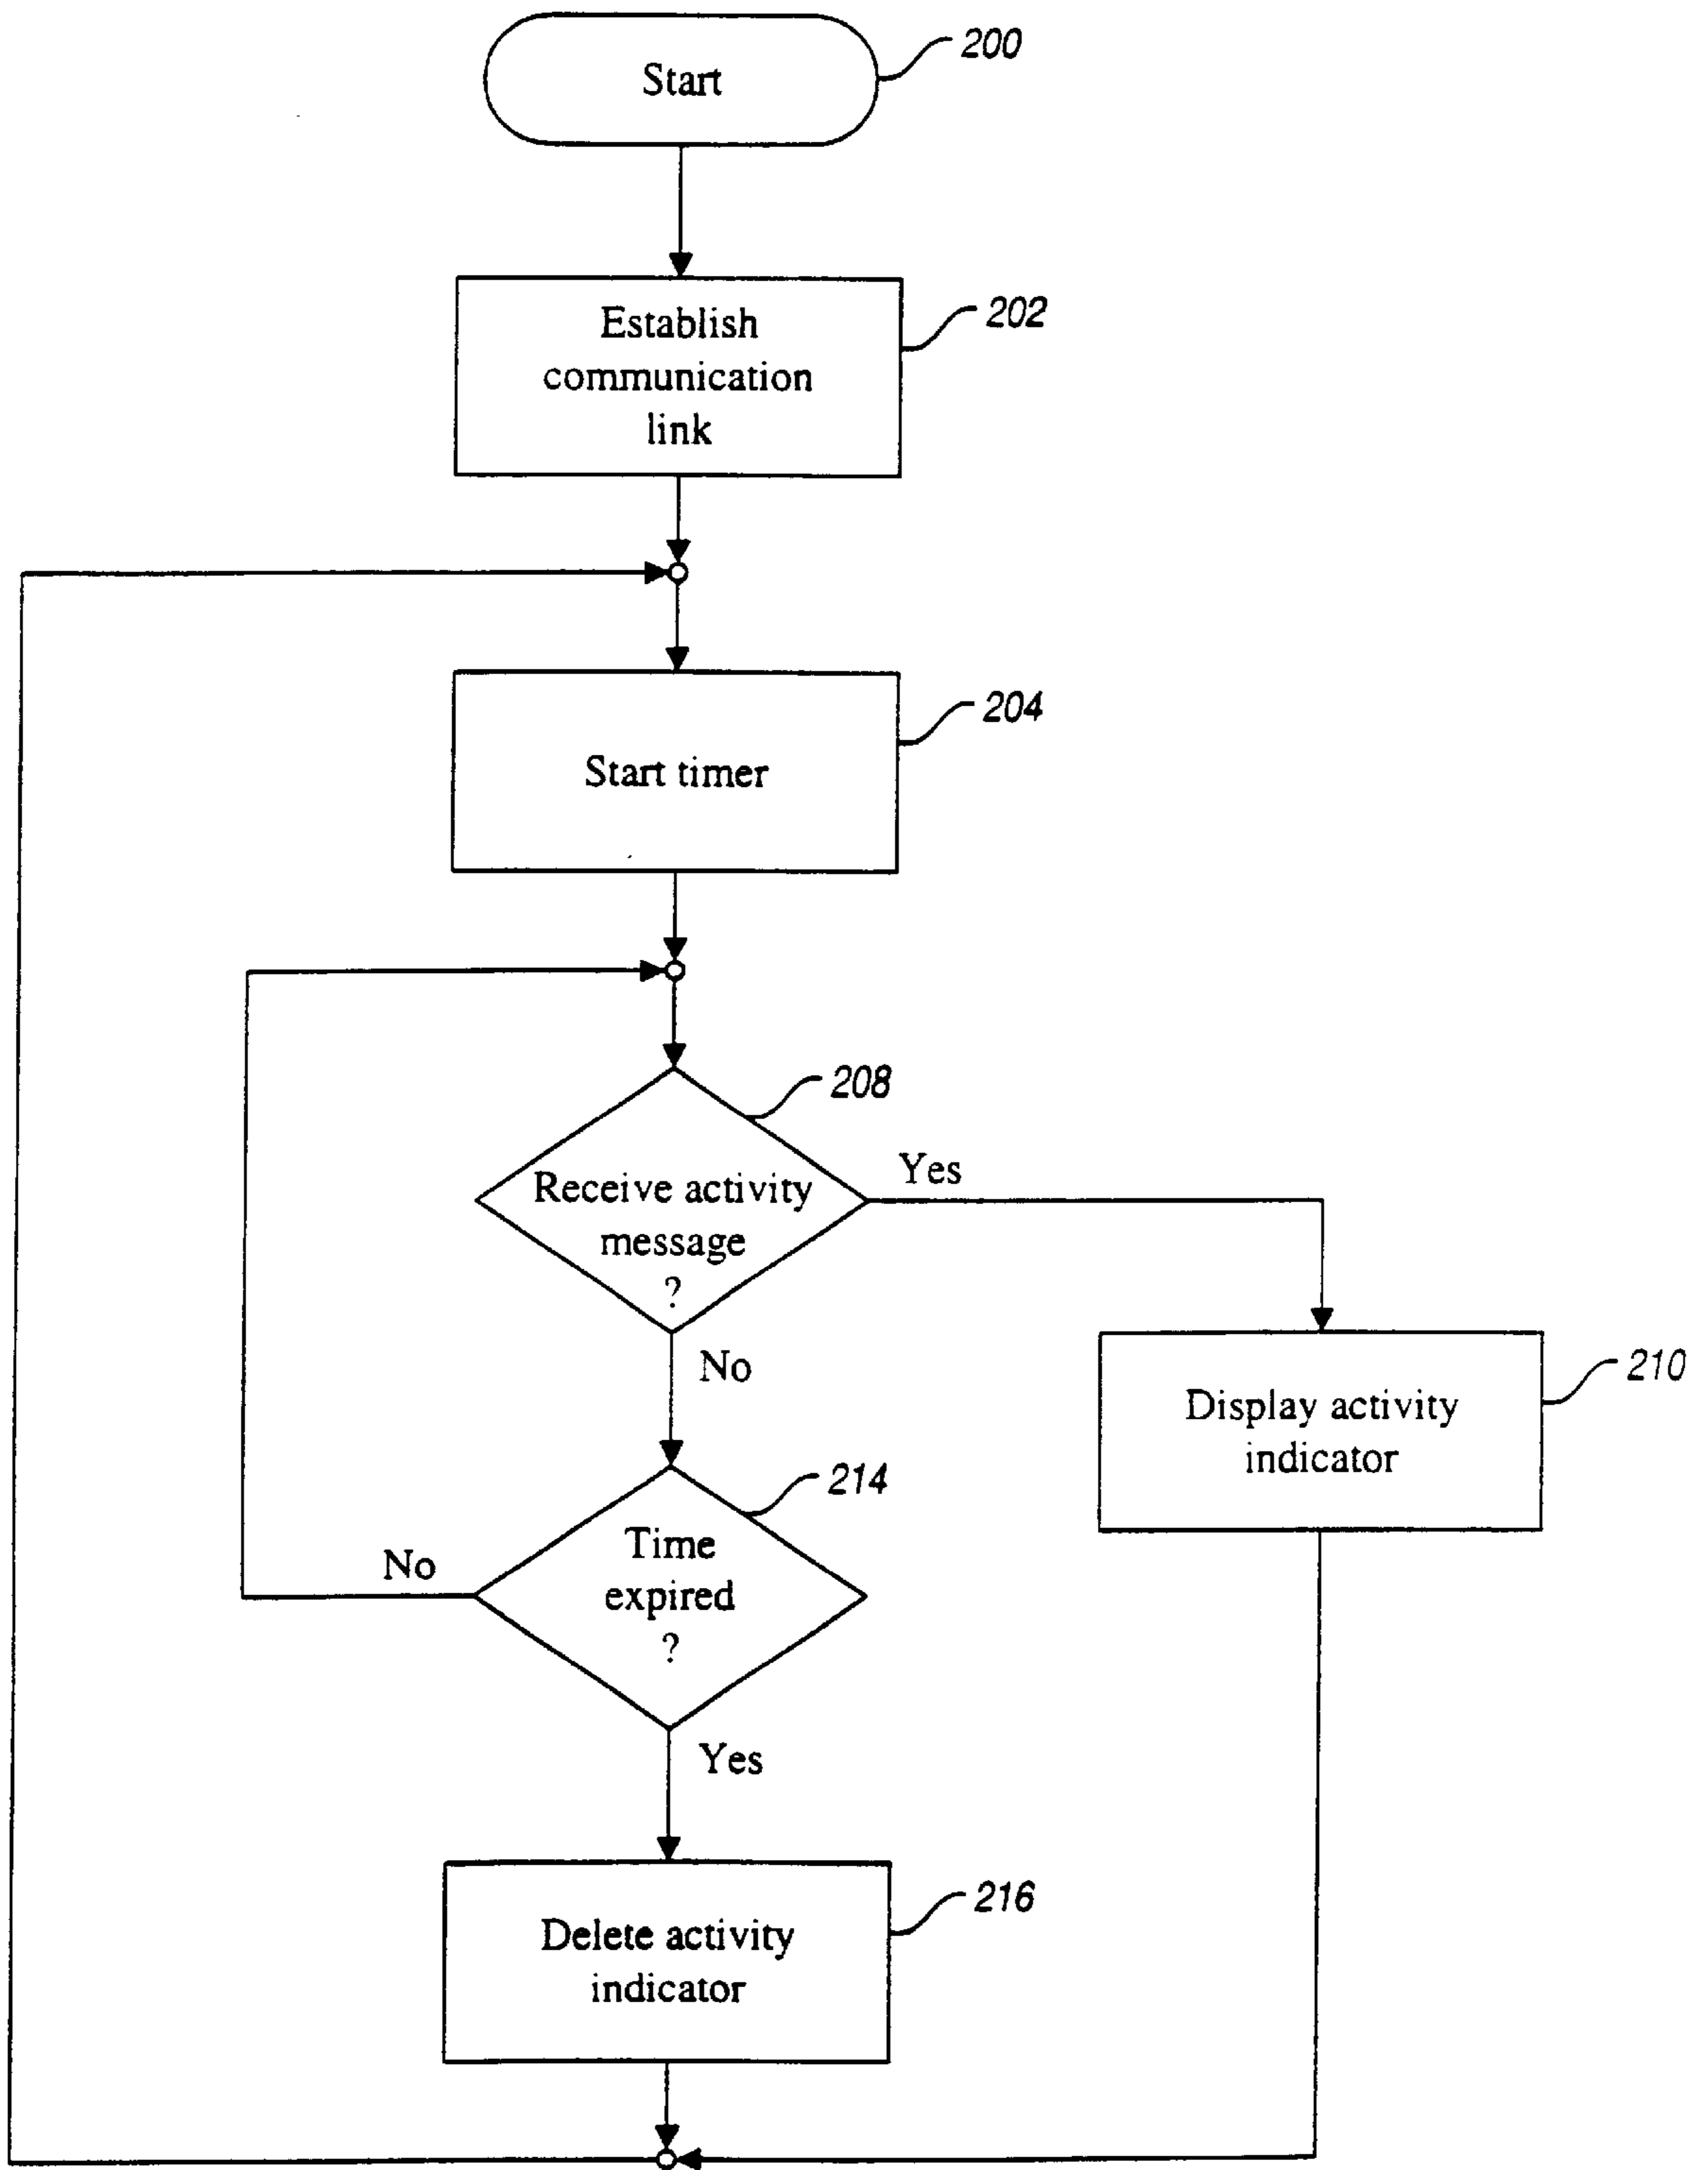 Start
200
Establish
communication
link
202
Start timer
204
208
Receive activity
message
?
Yes
No
Display activity
indicator
210
214
Time
expired
?
No
Yes
Delete activity
indicator
216